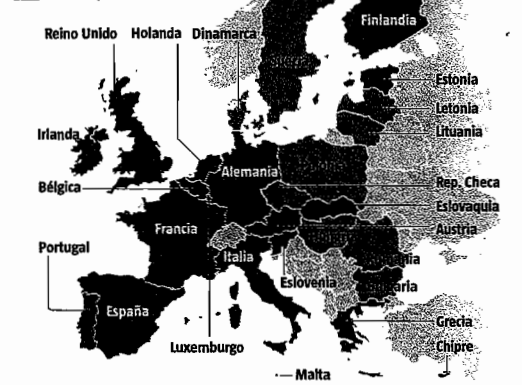 Finlandia
Reino Unido
Holanda
Dinamarca
Suecia
Estonia
Letonia
Lituania
Irlanda
Alemania
Bélgica
Rep. Checa
Eslovaquia
Francia
Austria
Portugal
Italia
Eslovenia
España
Grecia
Luxemburgo
Chipre
Malta